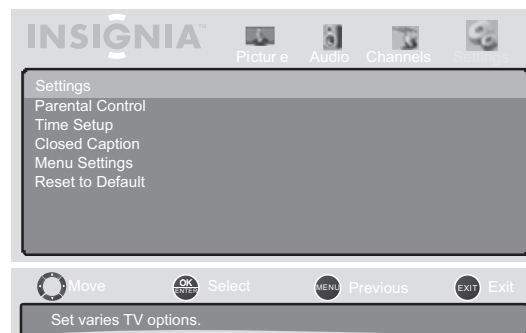 INSIGNIA™
Pictur e Audio Channels Settings
Settings
Parental Control
Time Setup
Closed Caption
Menu Settings
Reset to Default
Move OK ENTER Select MENU Previous EXIT Exit
Set varies TV options.